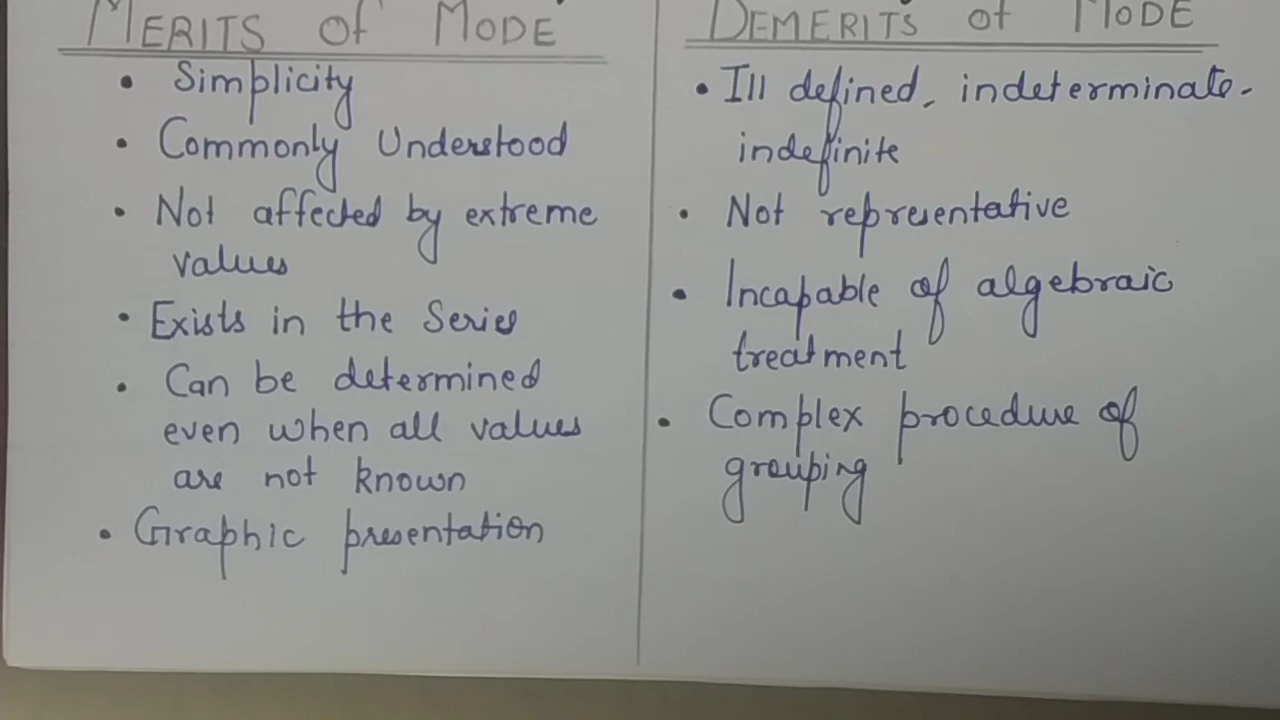 MERITS of MODE
• Simplicity
• Commonly Understood
• Not affected by extreme
values
• Exists in the Series
• Can be determined
even when all values
are not known
• Graphic presentation
DEMERITS of MODE
• Ill defined, indeterminate,
indefinite
• Not representative
• Incapable of algebraic
treatment
• Complex procedure of
grouping